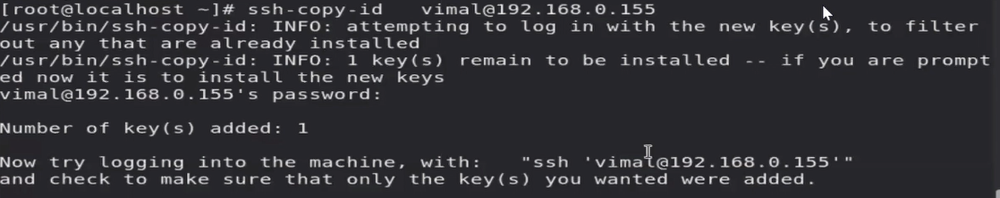 [root@localhost ~]# ssh-copy-id   vimal@192.168.0.155
/usr/bin/ssh-copy-id: INFO: attempting to log in with the new key(s), to filter
out any that are already installed
/usr/bin/ssh-copy-id: INFO: 1 key(s) remain to be installed -- if you are prompt
ed now it is to install the new keys
vimal@192.168.0.155's password:
Number of key(s) added: 1
Now try logging into the machine, with:   "ssh 'vimal@192.168.0.155'"
and check to make sure that only the key(s) you wanted were added.